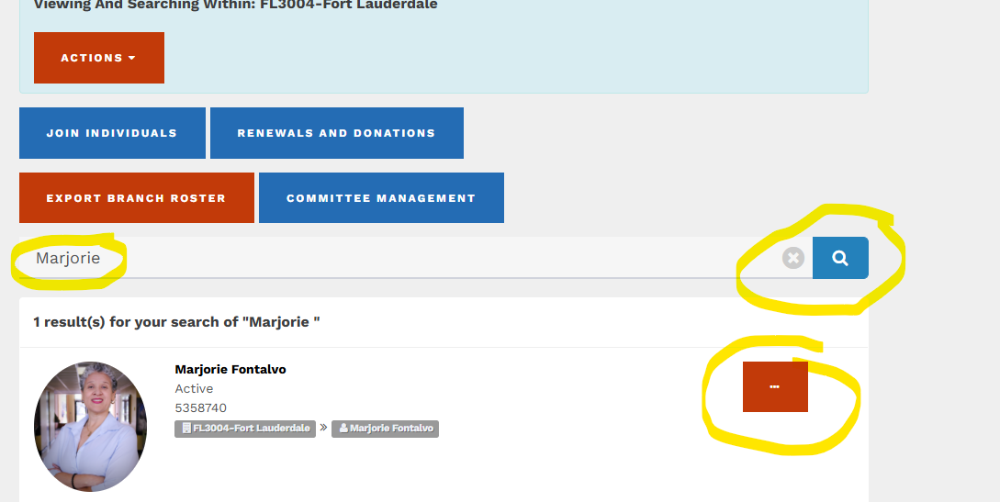 Viewing And Searching Within: FL3004-Fort Lauderdale
ACTIONS
JOIN INDIVIDUALS RENEWALS AND DONATIONS
EXPORT BRANCH ROSTER COMMITTEE MANAGEMENT
Marjorie
1 result(s) for your search of "Marjorie "
Marjorie Fontalvo
...
Active
5358740
FL3004-Fort Lauderdale » Marjorie Fontalvo